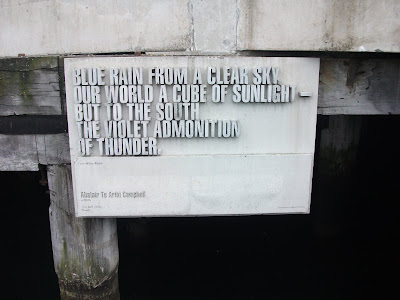 BLUE RAIN FROM A CLEAR SKY.
OUR WORLD A CUBE OF SUNLIGHT –
BUT TO THE SOUTH
THE VIOLET ADMONITION
OF THUNDER.
Alistair Te Ariki Campbell